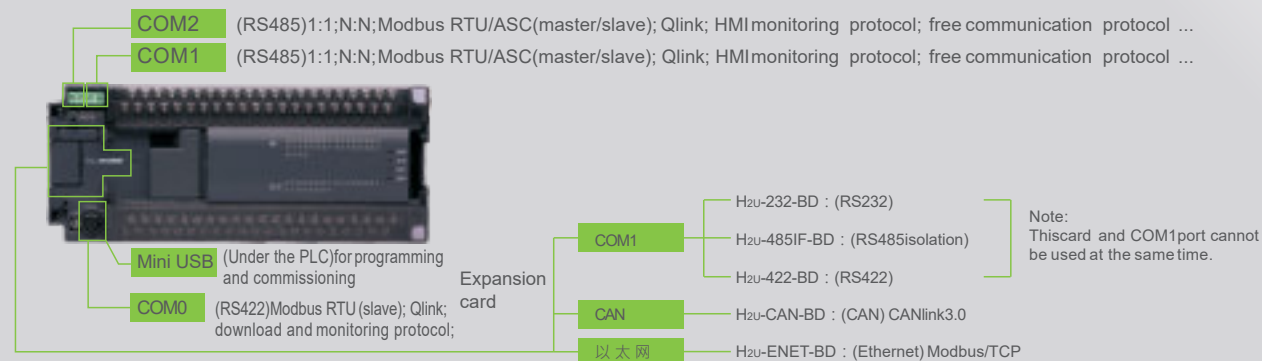 COM2 (RS485)1:1;N:N;Modbus RTU/ASC(master/slave); Qlink; HMImonitoring protocol; free communication protocol ...
COM1 (RS485)1:1;N:N;Modbus RTU/ASC(master/slave); Qlink; HMImonitoring protocol; free communication protocol ...
Mini USB (Under the PLC)for programming
and commissioning
COM0 (RS422)Modbus RTU (slave); Qlink;
download and monitoring protocol;
Expansion
card
COM1
H2U-232-BD : (RS232)
H2U-485IF-BD : (RS485isolation)
H2U-422-BD : (RS422)
Note:
Thiscard and COM1port cannot
be used at the same time.
CAN H2U-CAN-BD : (CAN) CANlink3.0
以太网 H2U-ENET-BD : (Ethernet) Modbus/TCP